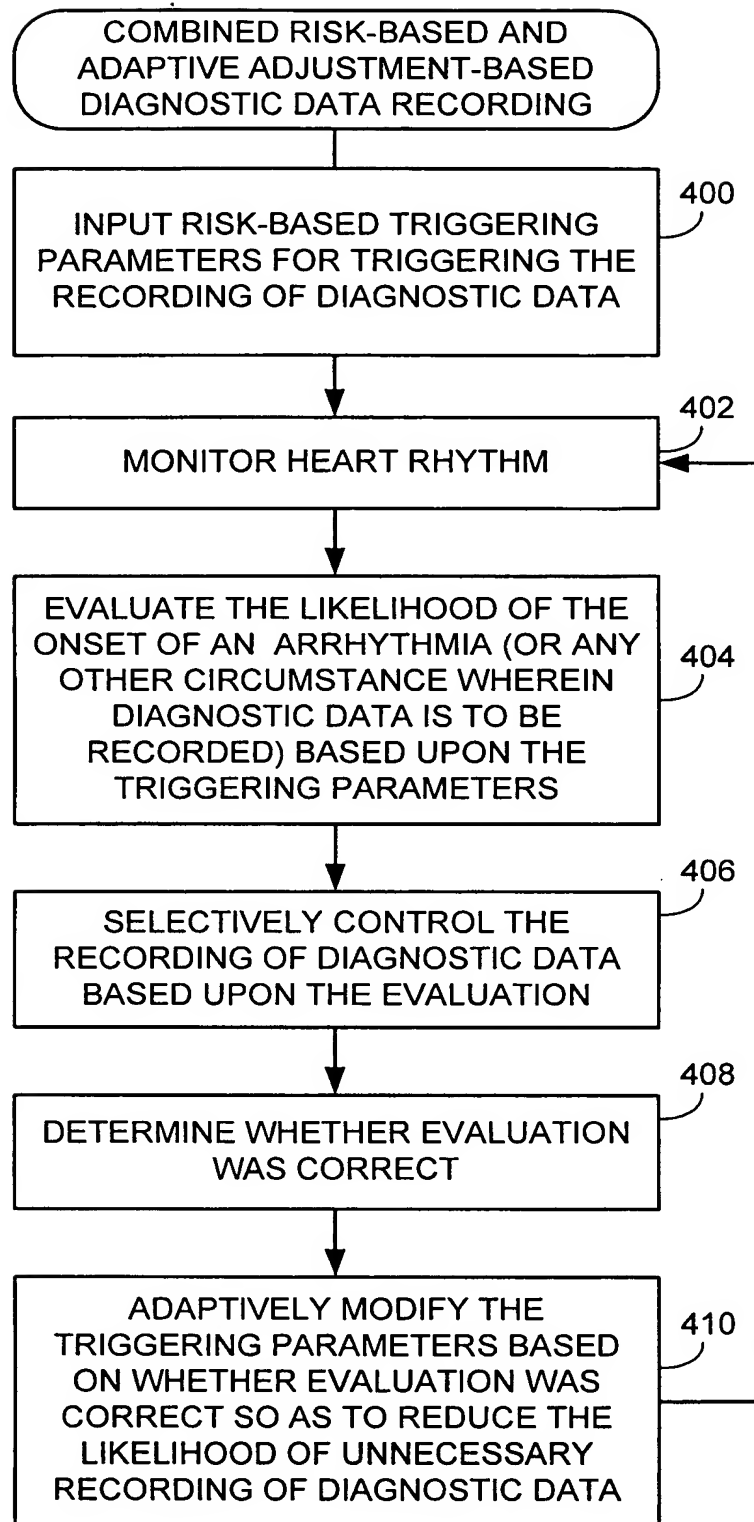 COMBINED RISK-BASED AND
ADAPTIVE ADJUSTMENT-BASED
DIAGNOSTIC DATA RECORDING
400
INPUT RISK-BASED TRIGGERING
PARAMETERS FOR TRIGGERING THE
RECORDING OF DIAGNOSTIC DATA
402
MONITOR HEART RHYTHM
EVALUATE THE LIKELIHOOD OF THE
ONSET OF AN ARRHYTHMIA (OR ANY
OTHER CIRCUMSTANCE WHEREIN
DIAGNOSTIC DATA IS TO BE
RECORDED) BASED UPON THE
TRIGGERING PARAMETERS
404
406
SELECTIVELY CONTROL THE
RECORDING OF DIAGNOSTIC DATA
BASED UPON THE EVALUATION
408
DETERMINE WHETHER EVALUATION
WAS CORRECT
ADAPTIVELY MODIFY THE
TRIGGERING PARAMETERS BASED
ON WHETHER EVALUATION WAS
CORRECT SO AS TO REDUCE THE
LIKELIHOOD OF UNNECESSARY
RECORDING OF DIAGNOSTIC DATA
410